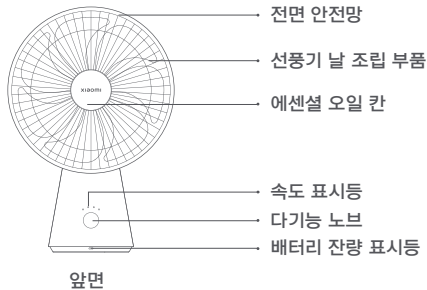 전면 안전망
선풍기 날 조립 부품
xiaomi
에센셜 오일 칸
속도 표시등
다기능 노브
배터리 잔량 표시등
앞면